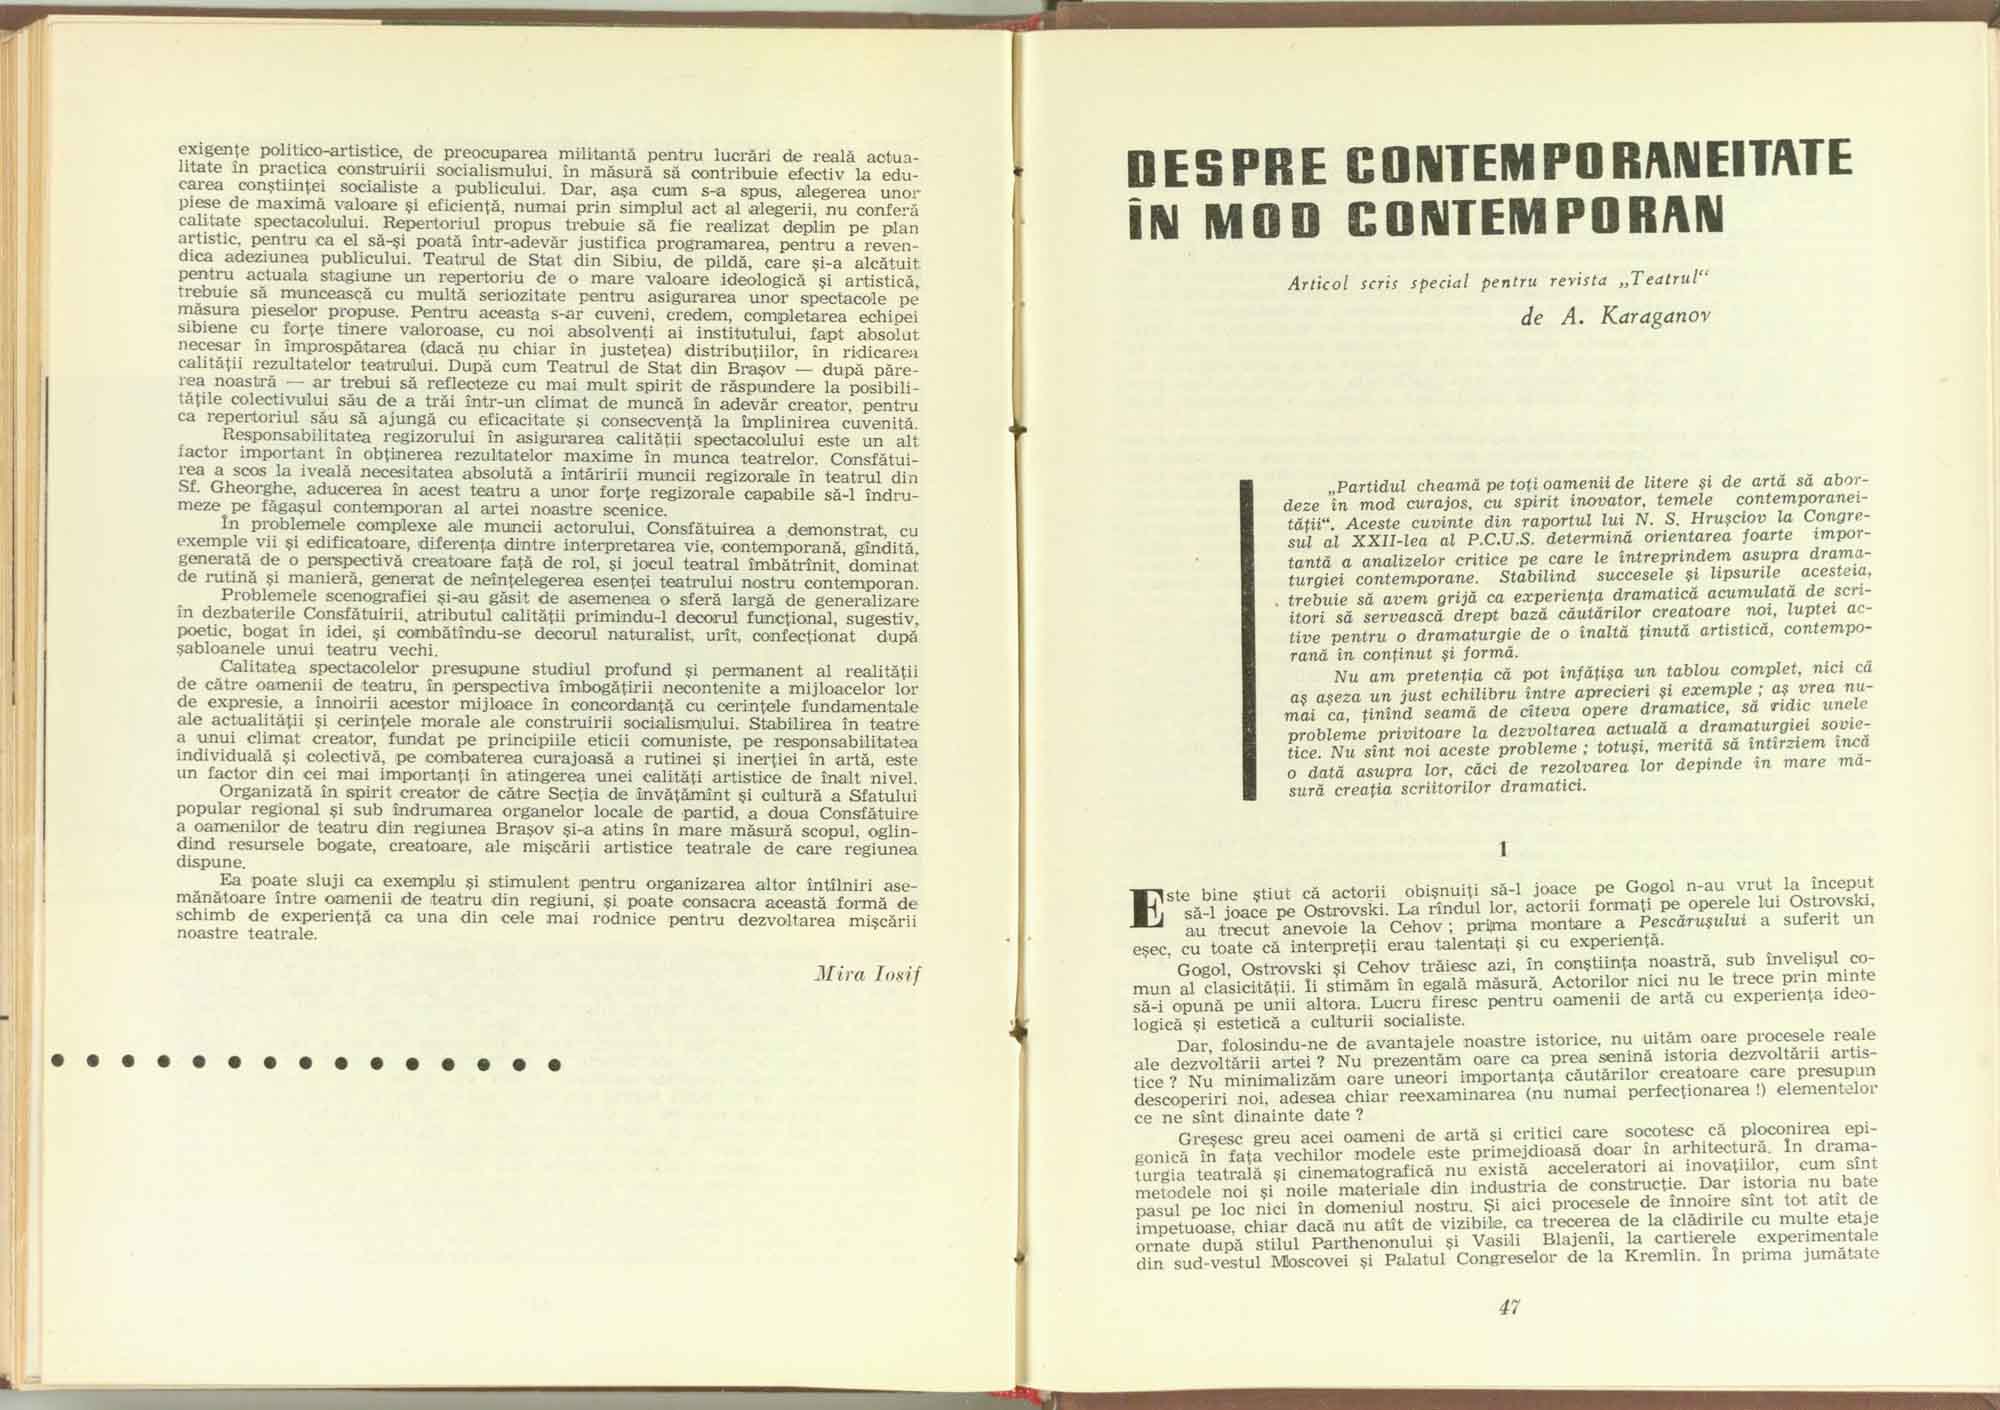 exigențe politico-artistice, de preocuparea militantă pentru lucrări de reală actua-
litate în practica construirii socialismului, în măsură să contribuie efectiv la edu-
carea conștiinței socialiste a publicului. Dar, așa cum s-a spus, alegerea unor
piese de maximă valoare și eficiență, numai prin simplul act al alegerii, nu conferă
calitate spectacolului. Repertoriul propus trebuie să fie realizat deplin pe plan
artistic, pentru ca el să-și poată într-adevăr justifica programarea, pentru a reven-
dica adeziunea publicului. Teatrul de Stat din Sibiu, de pildă, care și-a alcătuit
pentru actuala stagiune un repertoriu de o mare valoare ideologică și artistică,
trebuie să muncească cu multă seriozitate pentru asigurarea unor spectacole pe
măsura pieselor propuse. Pentru aceasta s-ar cuveni, credem, completarea echipei
sibiene cu forțe tinere valoroase, cu noi absolvenți ai institutului, fapt absolut
necesar în împrospătarea (dacă nu chiar în justețea) distribuțiilor, în ridicarea
calității rezultatelor teatrului. După cum Teatrul de Stat din Brașov — după păre-
rea noastră — ar trebui să reflecteze cu mai mult spirit de răspundere la posibili-
tățile colectivului său de a trăi într-un climat de muncă în adevăr creator, pentru
ca repertoriul său să ajungă cu eficacitate și consecvență la împlinirea cuvenită.
Responsabilitatea regizorului în asigurarea calității spectacolului este un alt
factor important în obținerea rezultatelor maxime în munca teatrelor. Consfătui-
rea a scos la iveală necesitatea absolută a întăririi muncii regizorale în teatrul din
Sf. Gheorghe, aducerea în acest teatru a unor forțe regizorale capabile să-l îndru-
meze pe făgașul contemporan al artei noastre scenice.
În problemele complexe ale muncii actorului, Consfătuirea a demonstrat, cu
exemple vii și edificatoare, diferența dintre interpretarea vie, contemporană, gîndită,
generată de o perspectivă creatoare față de rol, și jocul teatral îmbătrînit, dominat
de rutină și manieră, generat de neînțelegerea esenței teatrului nostru contemporan.
Problemele scenografiei și-au găsit de asemenea o sferă largă de generalizare
în dezbaterile Consfătuirii, atributul calității primindu-l decorul funcțional, sugestiv,
poetic, bogat în idei, și combătîndu-se decorul naturalist, urît, confecționat după
șabloanele unui teatru vechi.
Calitatea spectacolelor presupune studiul profund și permanent al realității
de către oamenii de teatru, în perspectiva îmbogățirii necontenite a mijloacelor lor
de expresie, a înnoirii acestor mijloace în concordanță cu cerințele fundamentale
ale actualității și cerințele morale ale construirii socialismului. Stabilirea în teatre
a unui climat creator, fundat pe principiile eticii comuniste, pe responsabilitatea
individuală și colectivă, pe combaterea curajoasă a rutinei și inerției în artă, este
un factor din cei mai importanți în atingerea unei calități artistice de înalt nivel.
Organizată în spirit creator de către Secția de învățămînt și cultură a Sfatului
popular regional și sub îndrumarea organelor locale de partid, a doua Consfătuire
a oamenilor de teatru din regiunea Brașov și-a atins în mare măsură scopul, oglin-
dind resursele bogate, creatoare, ale mișcării artistice teatrale de care regiunea
dispune.
Ea poate sluji ca exemplu și stimulent pentru organizarea altor întîlniri ase-
mănătoare între oamenii de teatru din regiuni, și poate consacra această formă de
schimb de experiență ca una din cele mai rodnice pentru dezvoltarea mișcării
noastre teatrale.
Mira Iosif
DESPRE CONTEMPORANEITATE
ÎN MOD CONTEMPORAN
Articol scris special pentru revista „Teatrul“
de A. Karaganov
„Partidul cheamă pe toți oamenii de litere și de artă să abor-
deze în mod curajos, cu spirit inovator, temele contemporanei-
tății“. Aceste cuvinte din raportul lui N. S. Hrușciov la Congre-
sul al XXII-lea al P.C.U.S. determină orientarea foarte impor-
tantă a analizelor critice pe care le întreprindem asupra drama-
turgiei contemporane. Stabilind succesele și lipsurile acesteia,
trebuie să avem grijă ca experiența dramatică acumulată de scri-
itori să servească drept bază căutărilor creatoare noi, luptei ac-
tive pentru o dramaturgie de o înaltă ținută artistică, contempo-
rană în conținut și formă.
Nu am pretenția că pot înfățișa un tablou complet, nici că
aș așeza un just echilibru între aprecieri și exemple ; aș vrea nu-
mai ca, ținînd seamă de cîteva opere dramatice, să ridic unele
probleme privitoare la dezvoltarea actuală a dramaturgiei sovie-
tice. Nu sînt noi aceste probleme ; totuși, merită să întîrziem încă
o dată asupra lor, căci de rezolvarea lor depinde în mare mă-
sură creația scriitorilor dramatici.
1
Este bine știut că actorii obișnuiți să-l joace pe Gogol n-au vrut la început
să-l joace pe Ostrovski. La rîndul lor, actorii formați pe operele lui Ostrovski,
au trecut anevoie la Cehov ; prima montare a Pescărușului a suferit un
eșec, cu toate că interpreții erau talentați și cu experiență.
Gogol, Ostrovski și Cehov trăiesc azi, în conștiința noastră, sub învelișul co-
mun al clasicității. Îi stimăm în egală măsură. Actorilor nici nu le trece prin minte
să-i opună pe unii altora. Lucru firesc pentru oamenii de artă cu experiența ideo-
logică și estetică a culturii socialiste.
Dar, folosindu-ne de avantajele noastre istorice, nu uităm oare procesele reale
ale dezvoltării artei ? Nu prezentăm oare ca prea senină istoria dezvoltării artis-
tice ? Nu minimalizăm oare uneori importanța căutărilor creatoare care presupun
descoperiri noi, adesea chiar reexaminarea (nu numai perfecționarea !) elementelor
ce ne sînt dinainte date ?
Greșesc greu acei oameni de artă și critici care socotesc că ploconirea epi-
gonică în fața vechilor modele este primejdioasă doar în arhitectură. În drama-
turgia teatrală și cinematografică nu există acceleratori ai inovațiilor, cum sînt
metodele noi și noile materiale din industria de construcție. Dar istoria nu bate
pasul pe loc nici în domeniul nostru. Și aici procesele de înnoire sînt tot atît de
impetuoase, chiar dacă nu atît de vizibile, ca trecerea de la clădirile cu multe etaje
ornate după stilul Parthenonului și Vasili Blajenîi, la cartierele experimentale
din sud-vestul Moscovei și Palatul Congreselor de la Kremlin. În prima jumătate
47